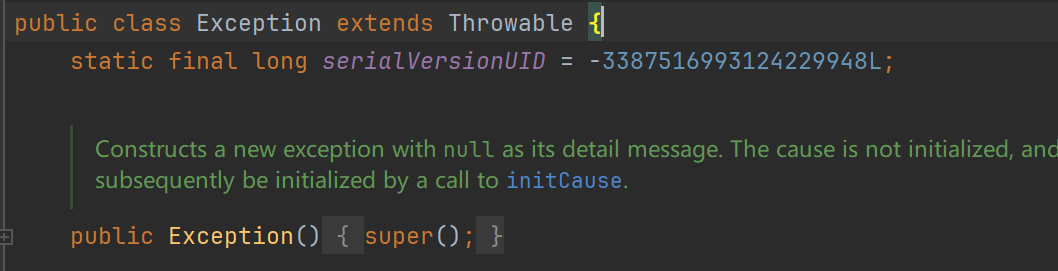 public class Exception extends Throwable {
static final long serialVersionUID = -3387516993124229948L;
Constructs a new exception with null as its detail message. The cause is not initialized, and
subsequently be initialized by a call to initCause.
public Exception() { super(); }